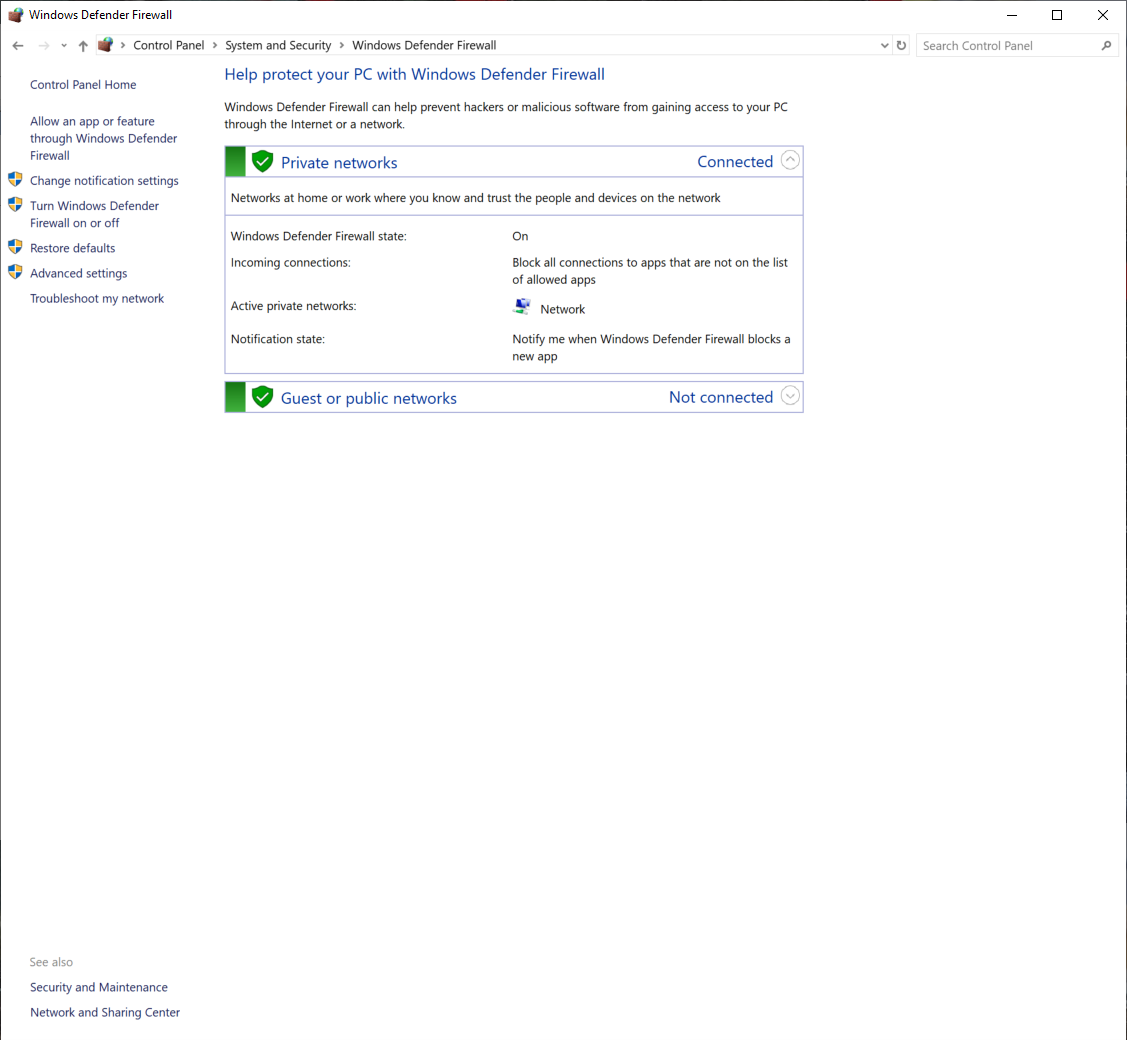 Windows Defender Firewall
Control Panel
System and Security
Windows Defender Firewall
Search Control Panel
Control Panel Home
Allow an app or feature
through Windows Defender
Firewall
Change notification settings
Turn Windows Defender
Firewall on or off
Restore defaults
Advanced settings
Troubleshoot my network
Help protect your PC with Windows Defender Firewall
Windows Defender Firewall can help prevent hackers or malicious software from gaining access to your PC
through the Internet or a network.
Private networks
Connected
Networks at home or work where you know and trust the people and devices on the network
Windows Defender Firewall state:
On
Incoming connections:
Block all connections to apps that are not on the list
of allowed apps
Active private networks:
Network
Notification state:
Notify me when Windows Defender Firewall blocks a
new app
Guest or public networks
Not connected
See also
Security and Maintenance
Network and Sharing Center